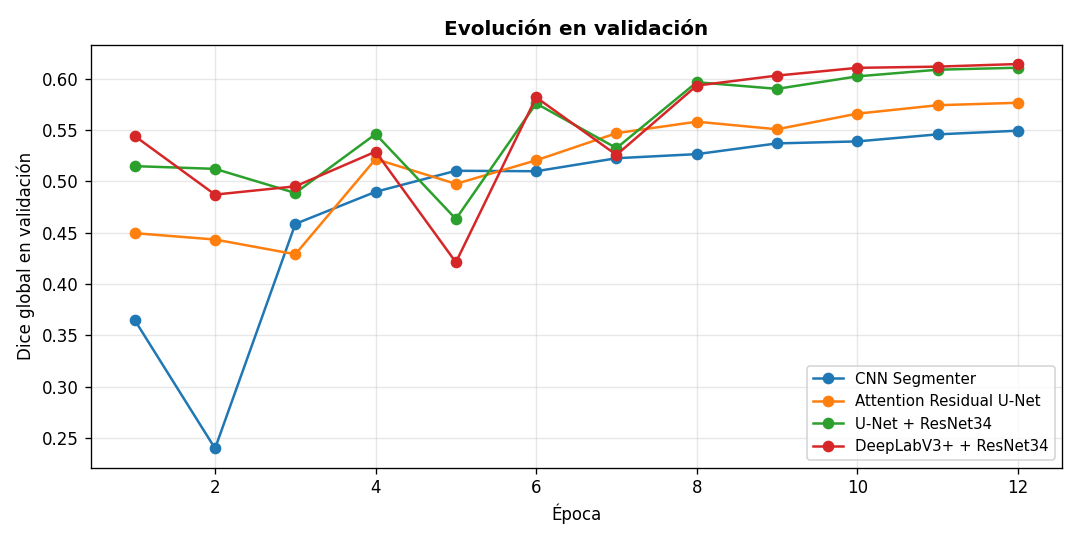 Evolución en validación
Dice global en validación
0.60
0.55
0.50
0.45
0.40
0.35
0.30
0.25
CNN Segmenter
Attention Residual U-Net
U-Net + ResNet34
DeepLabV3+ + ResNet34
2 4 6 8 10 12
Época